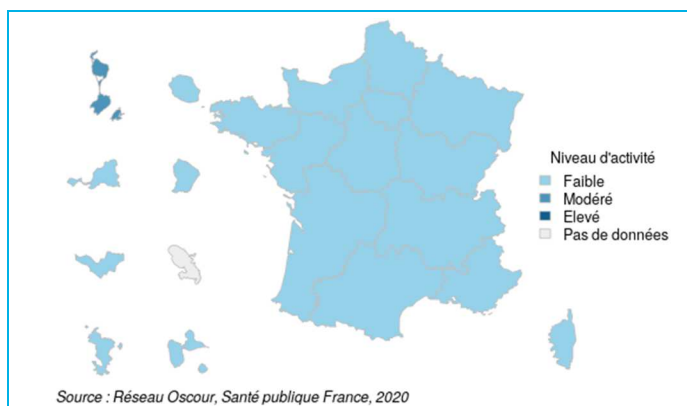 Niveau d'activité
Faible
Modéré
Elevé
Pas de données
Source : Réseau Oscour, Santé publique France, 2020